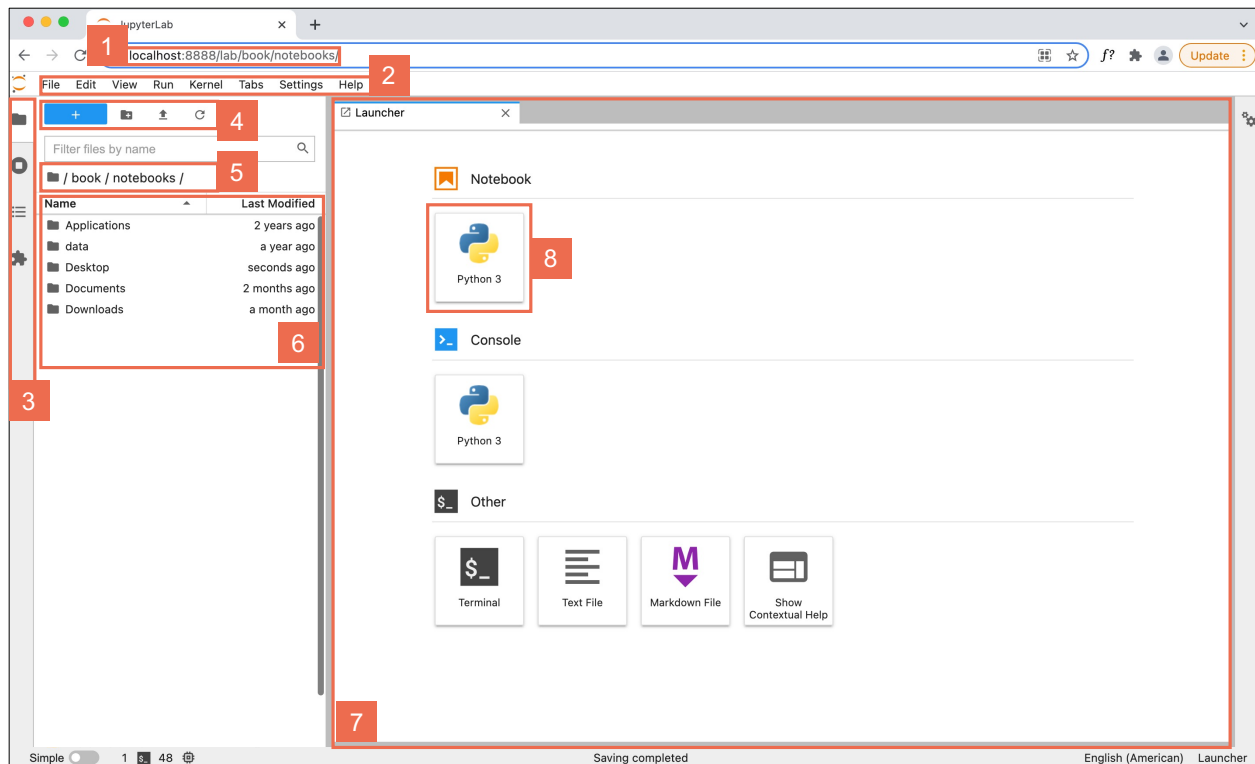 JupyterLab
1
localhost:8888/lab/book/notebooks/
f?
Update
File Edit View Run Kernel Tabs Settings Help
2
+
4
Launcher
Filter files by name
/ book / notebooks /
5
Notebook
Name Last Modified
Applications 2 years ago
data a year ago
Desktop seconds ago
Documents 2 months ago
Downloads a month ago
6
3
Python 3
8
Console
Python 3
$_ Other
$_
M
Terminal
Text File
Markdown File
Show
Contextual Help
7
Simple 1 $_ 48 Saving completed English (American) Launcher